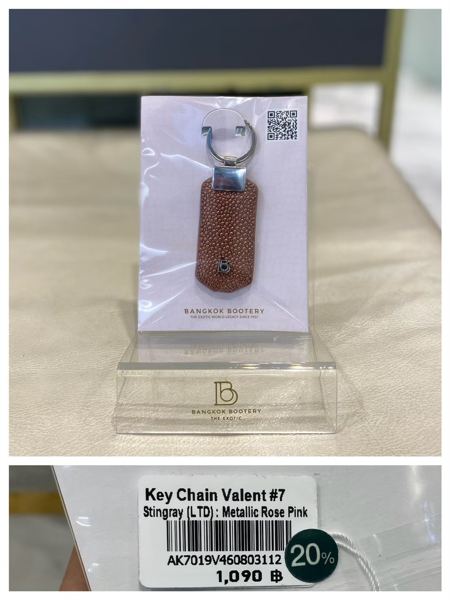 BANGKOK BOOTERY
THE EXOTIC WORLD LEGACY SINCE 1937
B
BANGKOK BOOTERY
THE EXOTIC
Key Chain Valent #7
Stingray (LTD) : Metallic Rose Pink
AK7019V460803112
1,090 ฿
20%